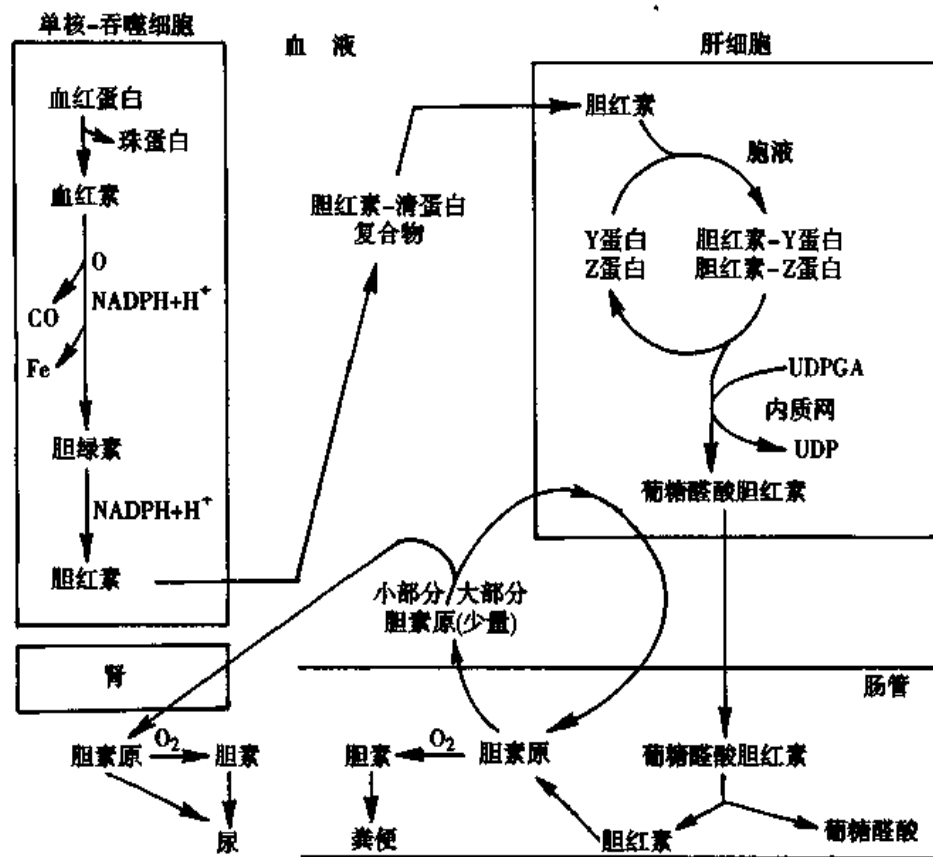 单核-吞噬细胞
血 液
肝细胞
血红蛋白
珠蛋白
血红素
O
CO
NADPH+H⁺
Fe
胆绿素
NADPH+H⁺
胆红素
胆红素-清蛋白
复合物
胆红素
胞液
Y蛋白
Z蛋白
胆红素-Y蛋白
胆红素-Z蛋白
UDPGA
内质网
UDP
葡糖醛酸胆红素
小部分 大部分
胆素原(少量)
肾
肠管
胆素原
O₂
胆素
尿
胆素
O₂
胆素原
粪便
葡糖醛酸胆红素
胆红素
葡糖醛酸